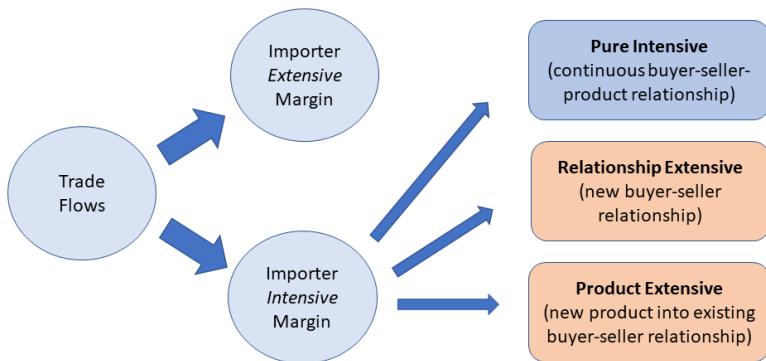 Importer
Extensive
Margin
Trade
Flows
Importer
Intensive
Margin
Pure Intensive
(continuous buyer-seller-
product relationship)
Relationship Extensive
(new buyer-seller
relationship)
Product Extensive
(new product into existing
buyer-seller relationship)